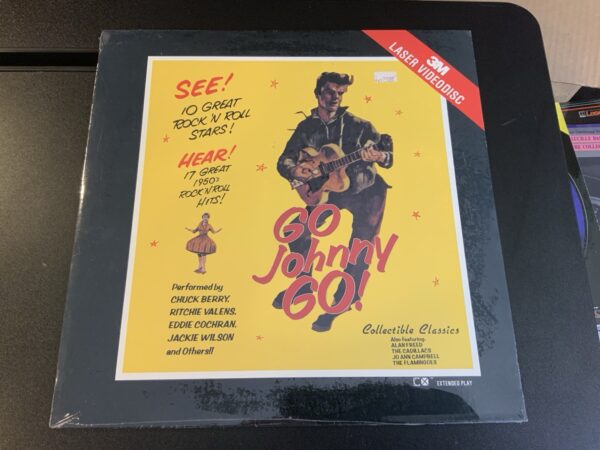 3M
LASER VIDEODISC
SEE!
10 GREAT
ROCK 'N ROLL
STARS!
HEAR!
17 GREAT
1950's
ROCK 'N ROLL
HITS!
GO
Johnny
GO!
Performed by
CHUCK BERRY,
RITCHIE VALENS,
EDDIE COCHRAN,
JACKIE WILSON
and Others!!
Collectible Classics
Also featuring:
ALAN FREED
THE CADILLACS
JO ANN CAMPBELL
THE FLAMINGOES
CX
EXTENDED PLAY